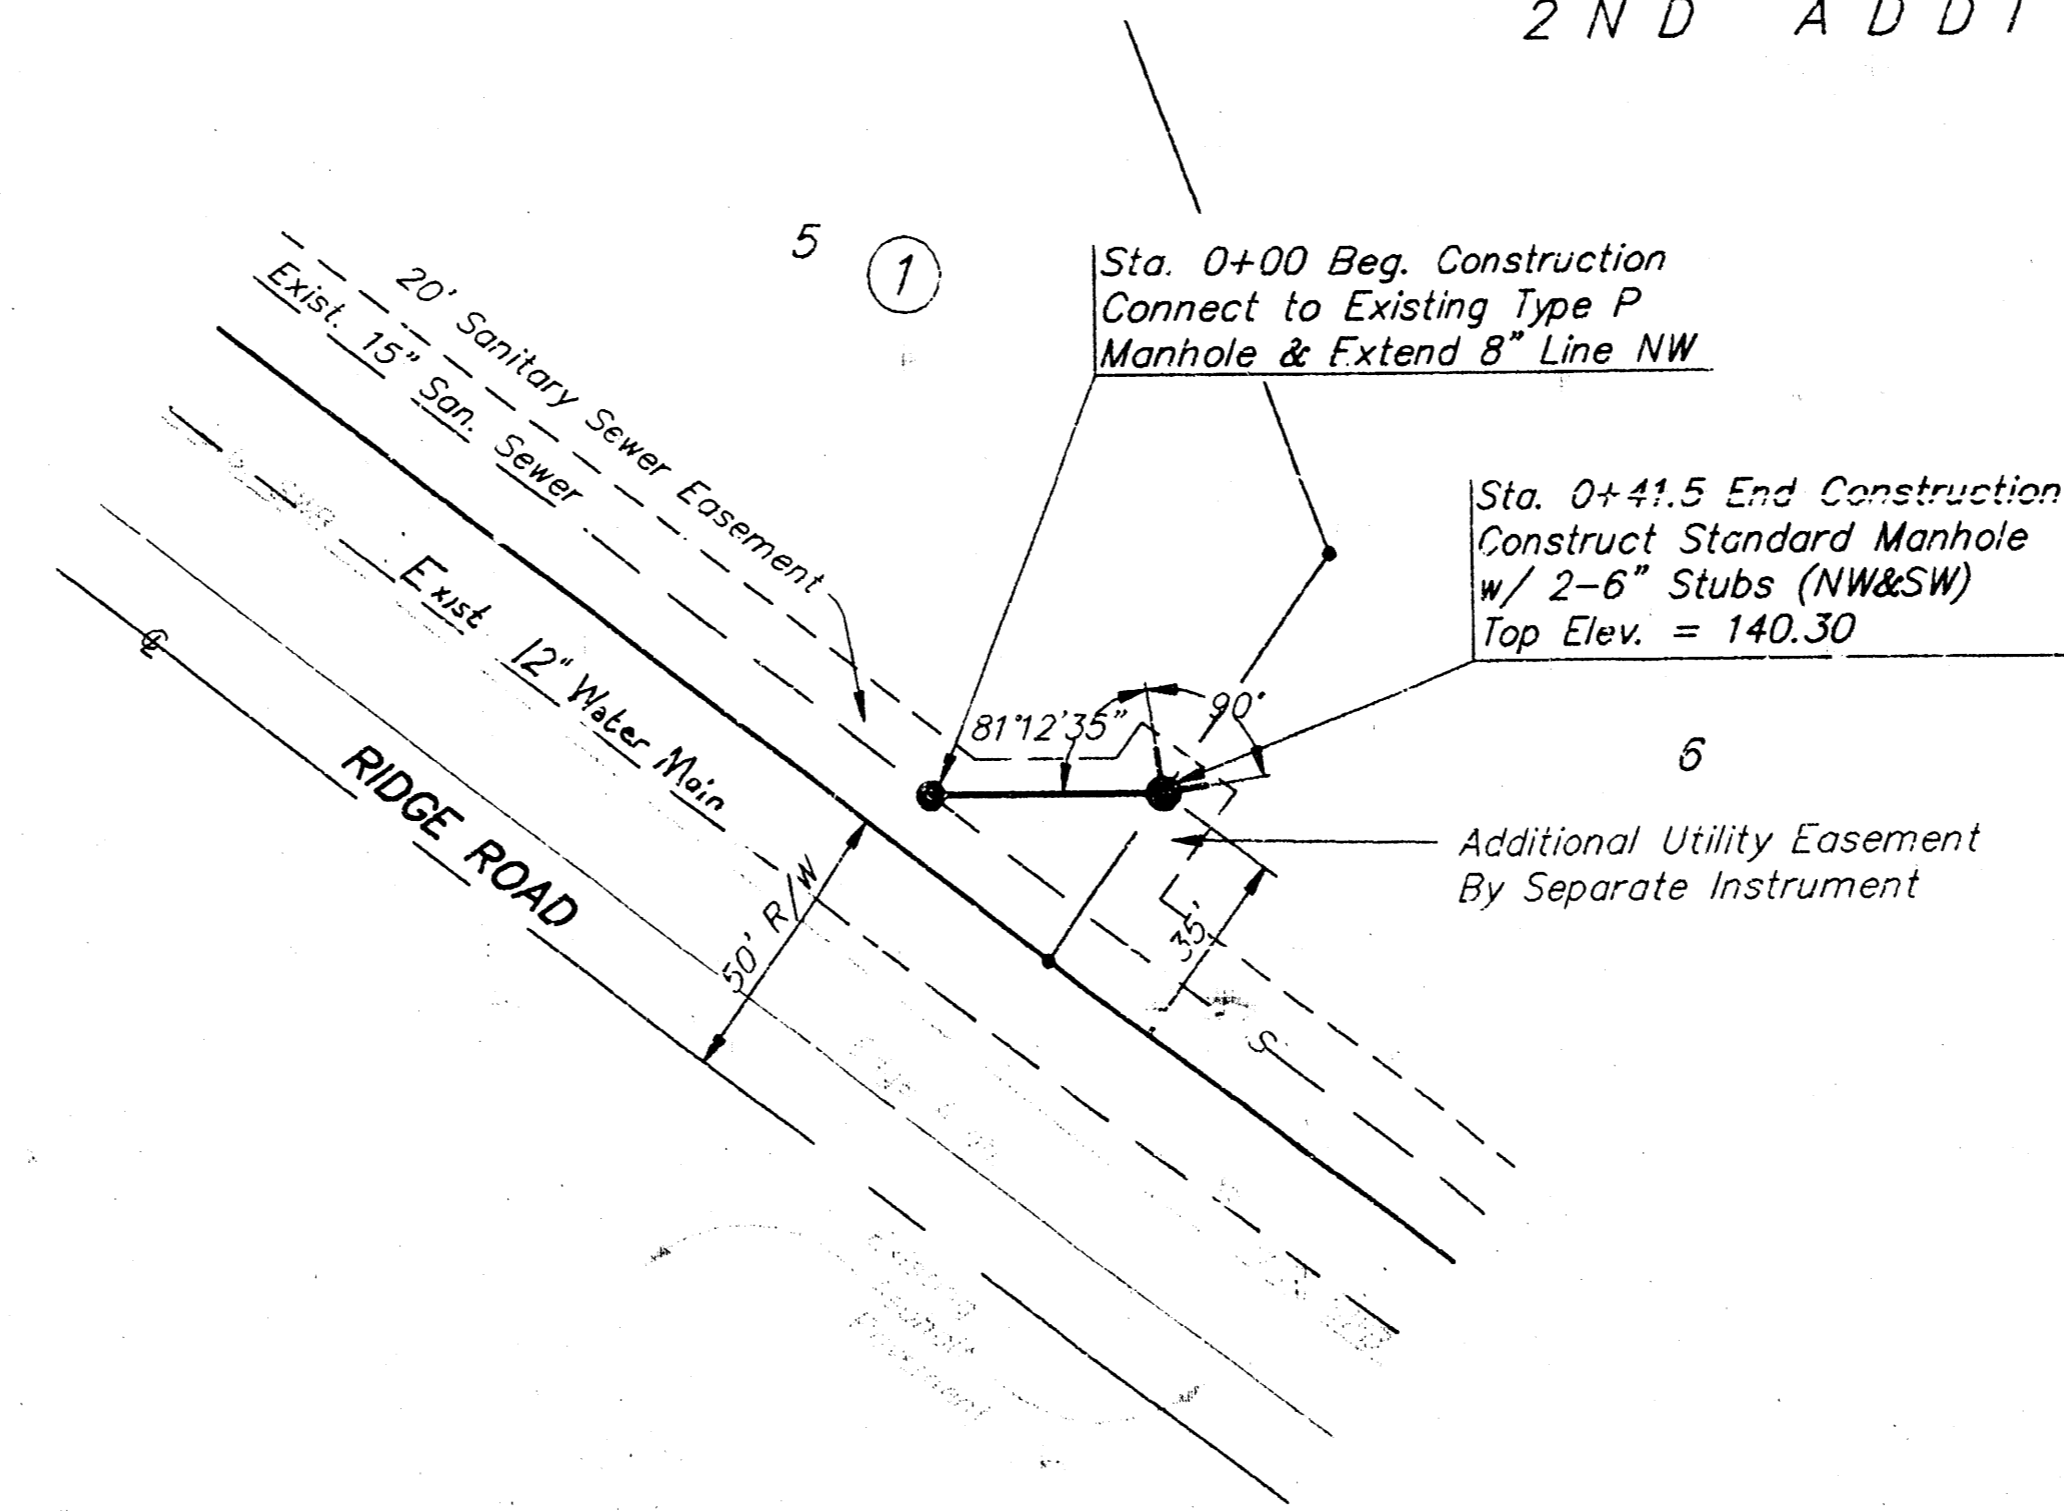 2ND ADDI
5
1
Sta. 0+00 Beg. Construction
Connect to Existing Type P
Manhole & Extend 8" Line NW
20' Sanitary Sewer Easement
Exist. 15" San. Sewer
Sta. 0+41.5 End Construction
Construct Standard Manhole
w/ 2-6" Stubs (NW&SW)
Top Elev. = 140.30
Exist 12" Water Main
81°12'35"
90°
6
RIDGE ROAD
Additional Utility Easement
By Separate Instrument
50' R/W
35'
S